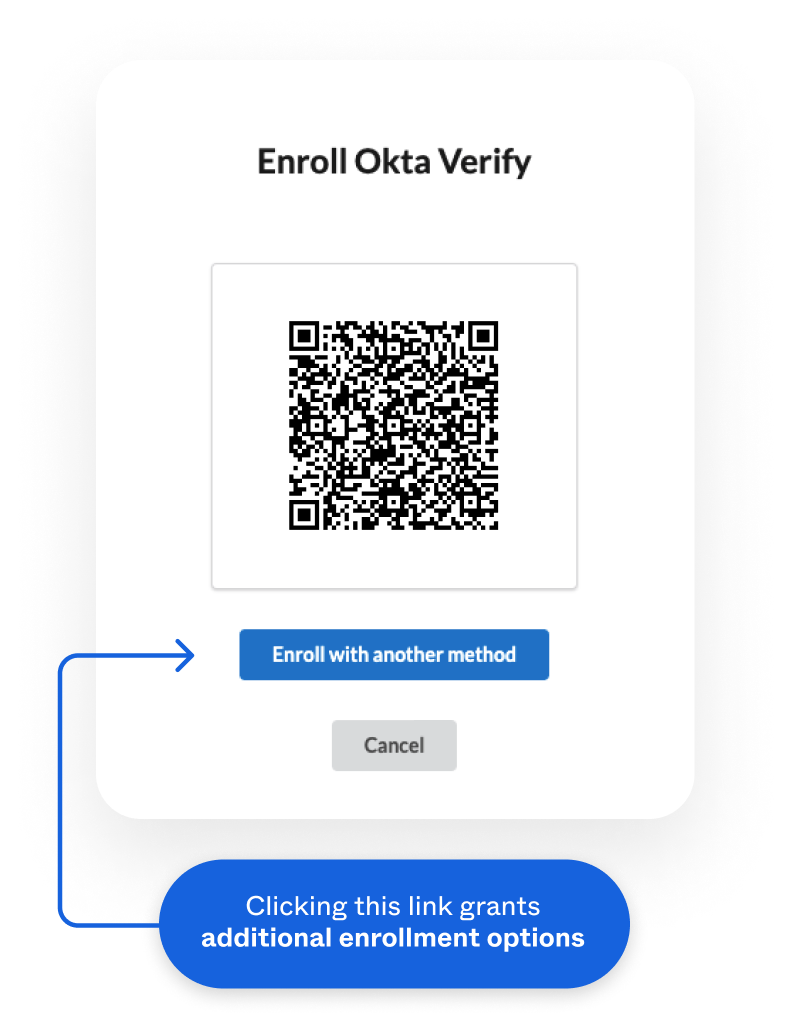 Enroll Okta Verify
Enroll with another method
Cancel
Clicking this link grants
additional enrollment options